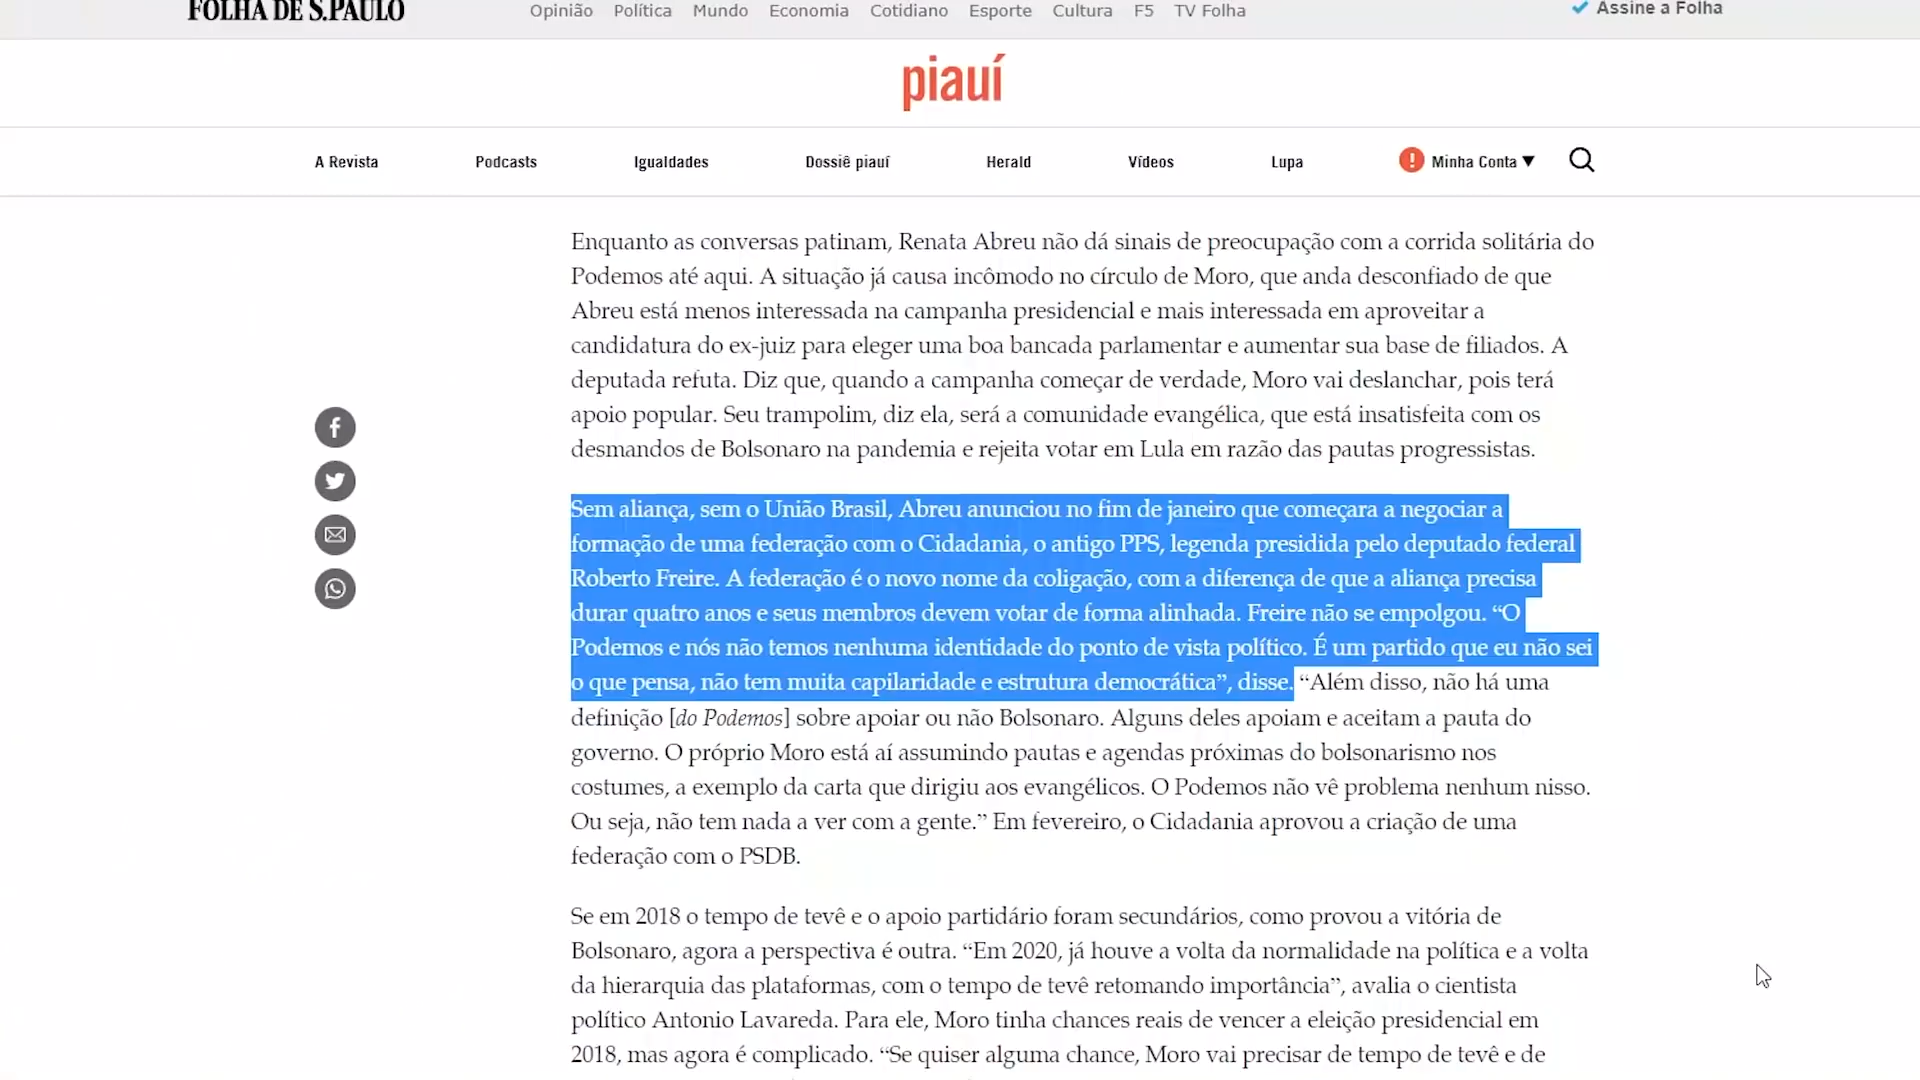 FOLHA DE S.PAULO
Opinião Política Mundo Economia Cotidiano Esporte Cultura F5 TV Folha
Assine a Folha
piauí
A Revista Podcasts Igualdades Dossiê piauí Herald Vídeos Lupa Minha Conta ▼
Enquanto as conversas patinam, Renata Abreu não dá sinais de preocupação com a corrida solitária do
Podemos até aqui. A situação já causa incômodo no círculo de Moro, que anda desconfiado de que
Abreu está menos interessada na campanha presidencial e mais interessada em aproveitar a
candidatura do ex-juiz para eleger uma boa bancada parlamentar e aumentar sua base de filiados. A
deputada refuta. Diz que, quando a campanha começar de verdade, Moro vai deslanchar, pois terá
apoio popular. Seu trampolim, diz ela, será a comunidade evangélica, que está insatisfeita com os
desmandos de Bolsonaro na pandemia e rejeita votar em Lula em razão das pautas progressistas.
Sem aliança, sem o União Brasil, Abreu anunciou no fim de janeiro que começara a negociar a
formação de uma federação com o Cidadania, o antigo PPS, legenda presidida pelo deputado federal
Roberto Freire. A federação é o novo nome da coligação, com a diferença de que a aliança precisa
durar quatro anos e seus membros devem votar de forma alinhada. Freire não se empolgou. “O
Podemos e nós não temos nenhuma identidade do ponto de vista político. É um partido que eu não sei
o que pensa, não tem muita capilaridade e estrutura democrática”, disse. “Além disso, não há uma
definição [do Podemos] sobre apoiar ou não Bolsonaro. Alguns deles apoiam e aceitam a pauta do
governo. O próprio Moro está aí assumindo pautas e agendas próximas do bolsonarismo nos
costumes, a exemplo da carta que dirigiu aos evangélicos. O Podemos não vê problema nenhum nisso.
Ou seja, não tem nada a ver com a gente.” Em fevereiro, o Cidadania aprovou a criação de uma
federação com o PSDB.
Se em 2018 o tempo de tevê e o apoio partidário foram secundários, como provou a vitória de
Bolsonaro, agora a perspectiva é outra. “Em 2020, já houve a volta da normalidade na política e a volta
da hierarquia das plataformas, com o tempo de tevê retomando importância”, avalia o cientista
político Antonio Lavareda. Para ele, Moro tinha chances reais de vencer a eleição presidencial em
2018, mas agora é complicado. “Se quiser alguma chance, Moro vai precisar de tempo de tevê e de